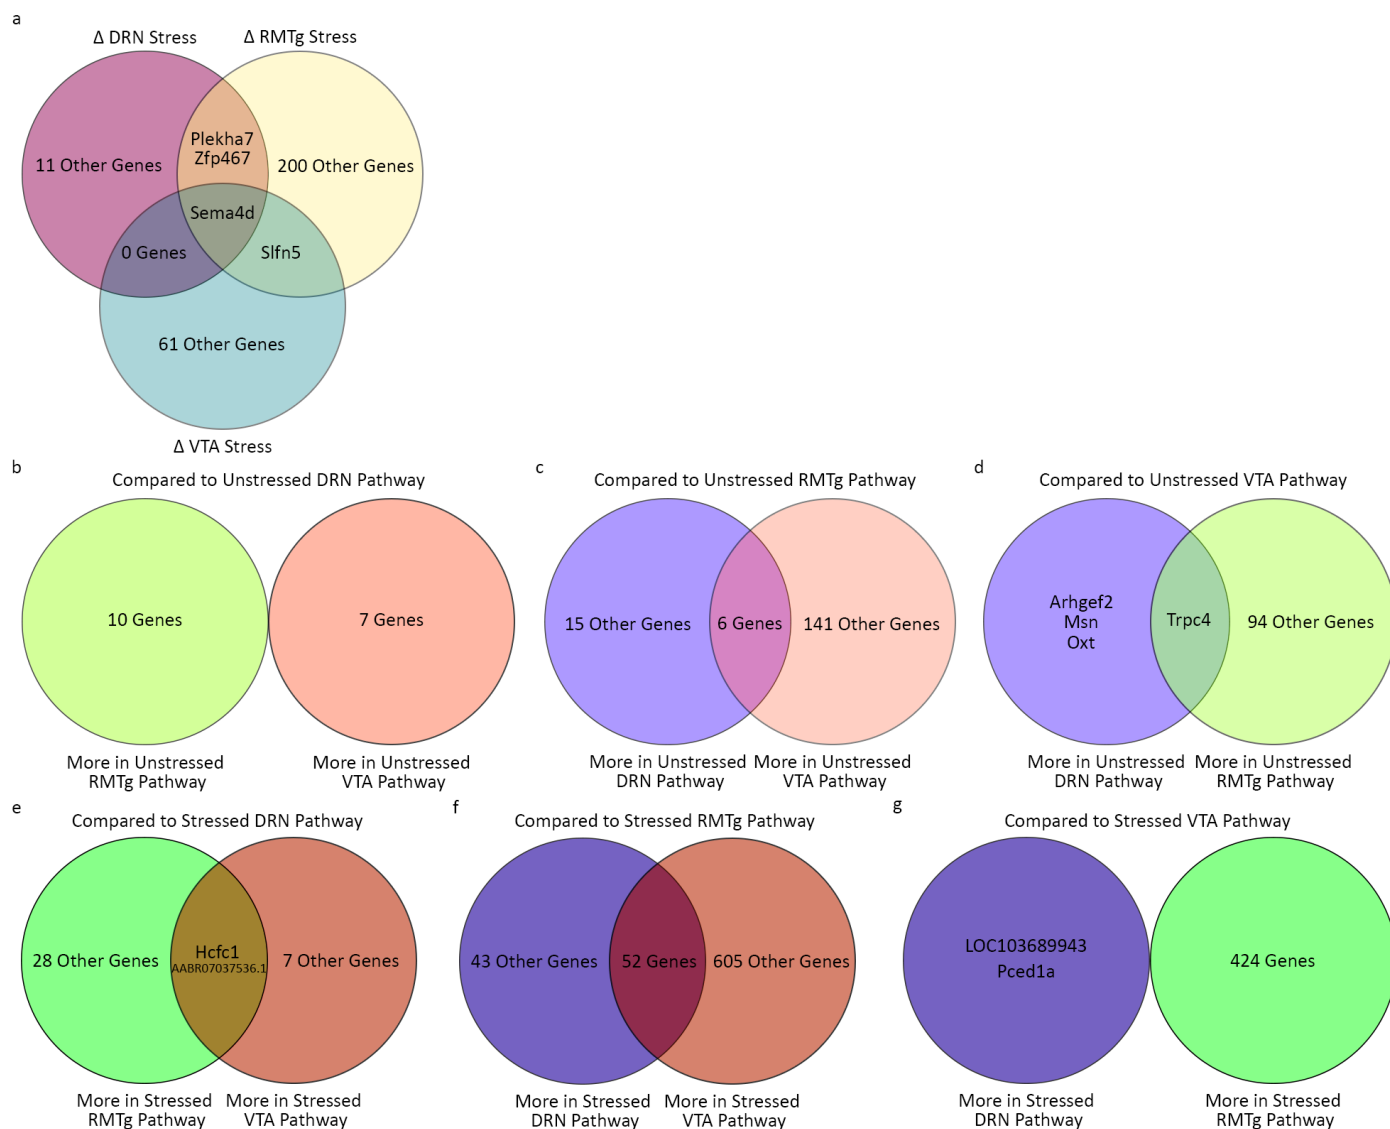 a
Δ DRN Stress
Δ RMTg Stress
Plekha7
Zfp467
11 Other Genes
200 Other Genes
Sema4d
0 Genes
Slfn5
61 Other Genes
Δ VTA Stress
b
Compared to Unstressed DRN Pathway
10 Genes
7 Genes
More in Unstressed
RMTg Pathway
More in Unstressed
VTA Pathway
c
Compared to Unstressed RMTg Pathway
15 Other Genes
6 Genes
141 Other Genes
More in Unstressed
DRN Pathway
More in Unstressed
VTA Pathway
d
Compared to Unstressed VTA Pathway
Arhgef2
Msn
Oxt
Trpc4
94 Other Genes
More in Unstressed
DRN Pathway
More in Unstressed
RMTg Pathway
e
Compared to Stressed DRN Pathway
28 Other Genes
Hcfc1
AABR07037536.1
7 Other Genes
More in Stressed
RMTg Pathway
More in Stressed
VTA Pathway
f
Compared to Stressed RMTg Pathway
43 Other Genes
52 Genes
605 Other Genes
More in Stressed
DRN Pathway
More in Stressed
VTA Pathway
g
Compared to Stressed VTA Pathway
LOC103689943
Pced1a
424 Genes
More in Stressed
DRN Pathway
More in Stressed
RMTg Pathway